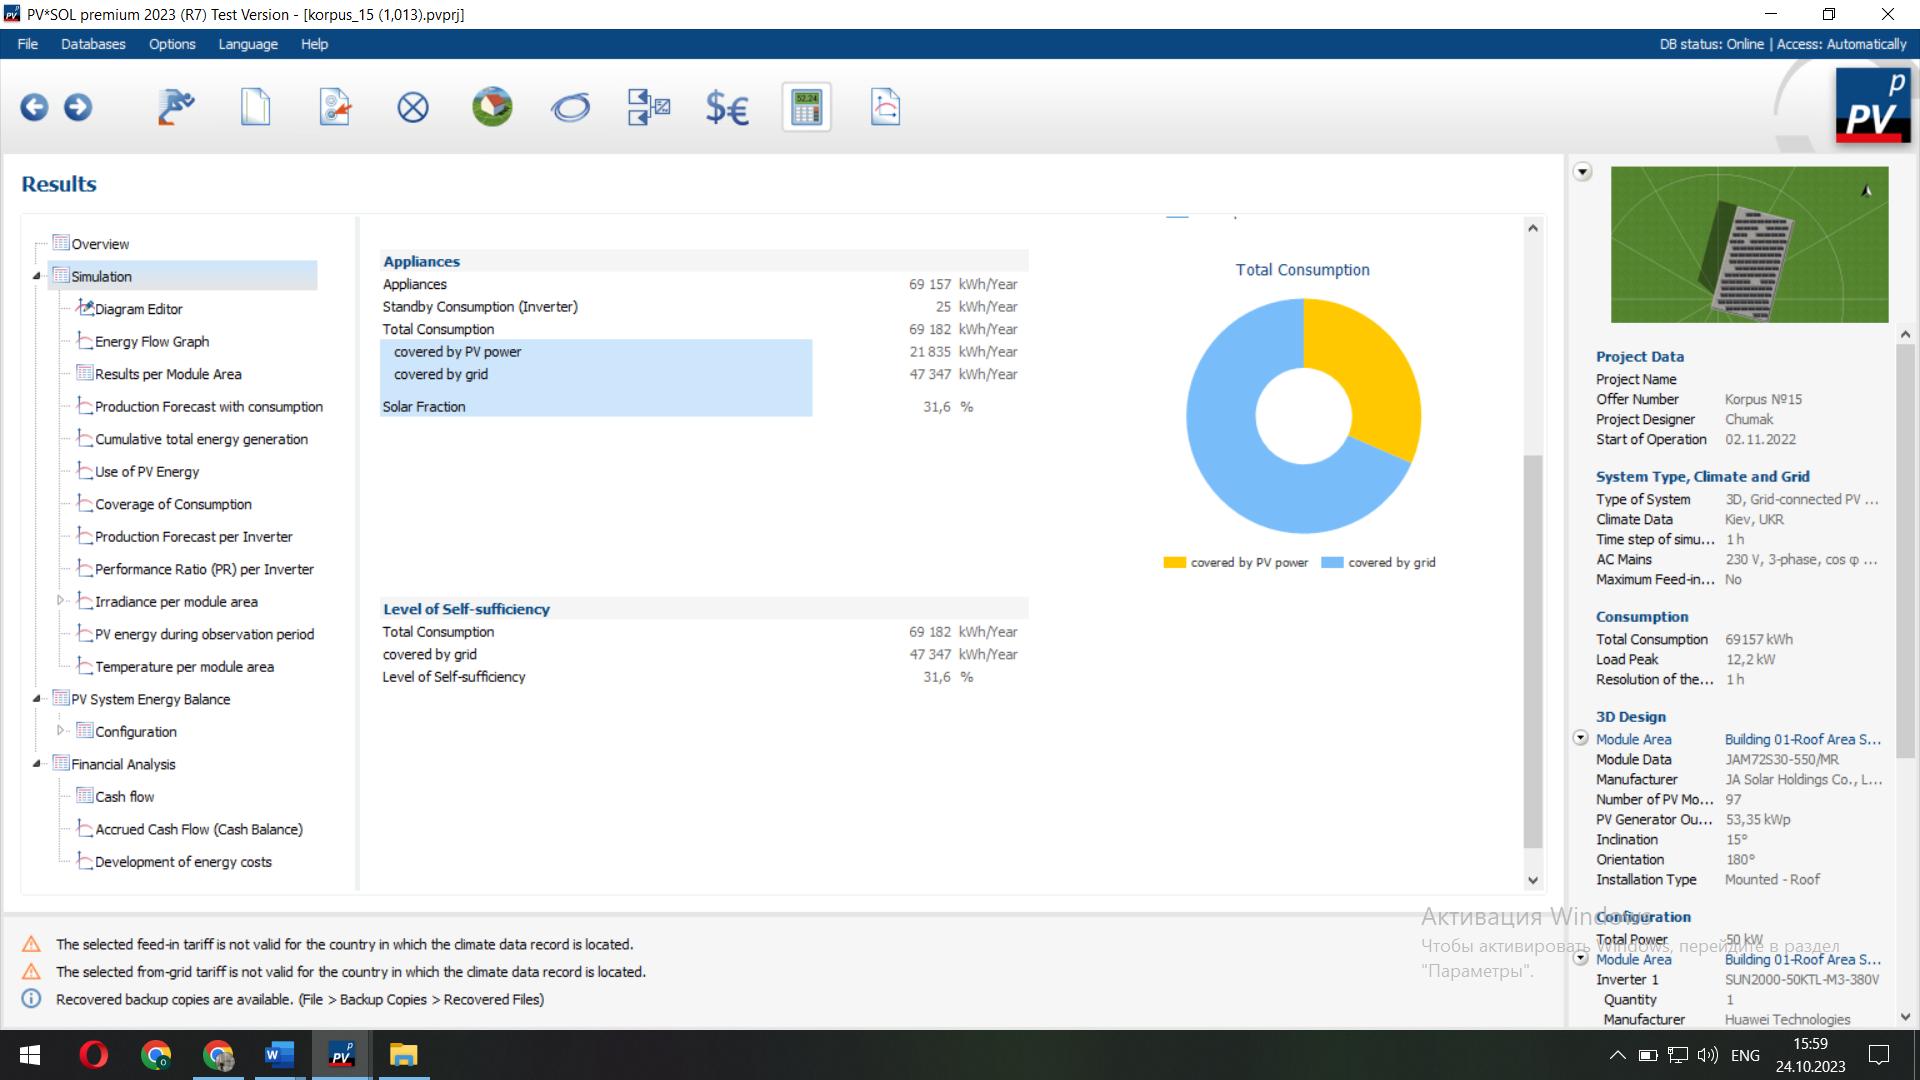 PV*SOL premium 2023 (R7) Test Version - [korpus_15 (1,013).pvprj]
File Databases Options Language Help
DB status: Online | Access: Automatically
52,24
$€
p
PV
Results
Overview
Simulation
Diagram Editor
Energy Flow Graph
Results per Module Area
Production Forecast with consumption
Cumulative total energy generation
Use of PV Energy
Coverage of Consumption
Production Forecast per Inverter
Performance Ratio (PR) per Inverter
Irradiance per module area
PV energy during observation period
Temperature per module area
PV System Energy Balance
Configuration
Financial Analysis
Cash flow
Accrued Cash Flow (Cash Balance)
Development of energy costs
Appliances
Appliances 69 157 kWh/Year
Standby Consumption (Inverter) 25 kWh/Year
Total Consumption 69 182 kWh/Year
covered by PV power 21 835 kWh/Year
covered by grid 47 347 kWh/Year
Solar Fraction 31,6 %
Level of Self-sufficiency
Total Consumption 69 182 kWh/Year
covered by grid 47 347 kWh/Year
Level of Self-sufficiency 31,6 %
Total Consumption
covered by PV power covered by grid
Project Data
Project Name
Offer Number Korpus №15
Project Designer Chumak
Start of Operation 02.11.2022
System Type, Climate and Grid
Type of System 3D, Grid-connected PV ...
Climate Data Kiev, UKR
Time step of simu... 1 h
AC Mains 230 V, 3-phase, cos φ ...
Maximum Feed-in... No
Consumption
Total Consumption 69157 kWh
Load Peak 12,2 kW
Resolution of the... 1 h
3D Design
Module Area Building 01-Roof Area S...
Module Data JAM72S30-550/MR
Manufacturer JA Solar Holdings Co., L...
Number of PV Mo... 97
PV Generator Ou... 53,35 kWp
Inclination 15°
Orientation 180°
Installation Type Mounted - Roof
Configuration
Total Power 50 kW
Module Area Building 01-Roof Area S...
Inverter 1 SUN2000-50KTL-M3-380V
Quantity 1
Manufacturer Huawei Technologies
Активация Windows
Чтобы активировать Windows, перейдите в раздел
"Параметры".
The selected feed-in tariff is not valid for the country in which the climate data record is located.
The selected from-grid tariff is not valid for the country in which the climate data record is located.
Recovered backup copies are available. (File > Backup Copies > Recovered Files)
ENG
15:59
24.10.2023